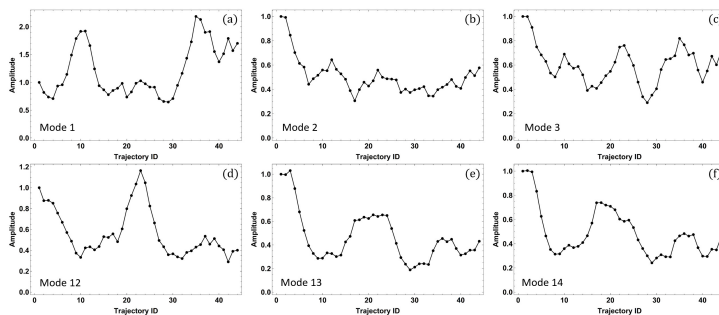 (a)
2.0
1.5
1.0
0.5
0.0
Amplitude
Mode 1
0 10 20 30 40
Trajectory ID
(b)
1.0
0.8
0.6
0.4
0.2
0.0
Amplitude
Mode 2
0 10 20 30 40
Trajectory ID
(c
1.0
0.8
0.6
0.4
0.2
0.0
Amplitude
Mode 3
0 10 20 30 40
Trajectory ID
(d)
1.2
1.0
0.8
0.6
0.4
0.2
0.0
Amplitude
Mode 12
0 10 20 30 40
Trajectory ID
(e)
1.0
0.8
0.6
0.4
0.2
0.0
Amplitude
Mode 13
0 10 20 30 40
Trajectory ID
(f)
1.0
0.8
0.6
0.4
0.2
0.0
Amplitude
Mode 14
0 10 20 30 40
Trajectory ID